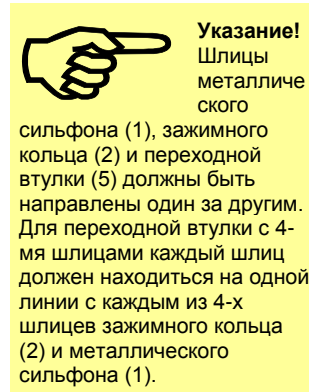 Указание!
Шлицы
металличе
ского
сильфона (1), зажимного
кольца (2) и переходной
втулки (5) должны быть
направлены один за другим.
Для переходной втулки с 4-
мя шлицами каждый шлиц
должен находиться на одной
линии с каждым из 4-х
шлицев зажимного кольца
(2) и металлического
сильфона (1).